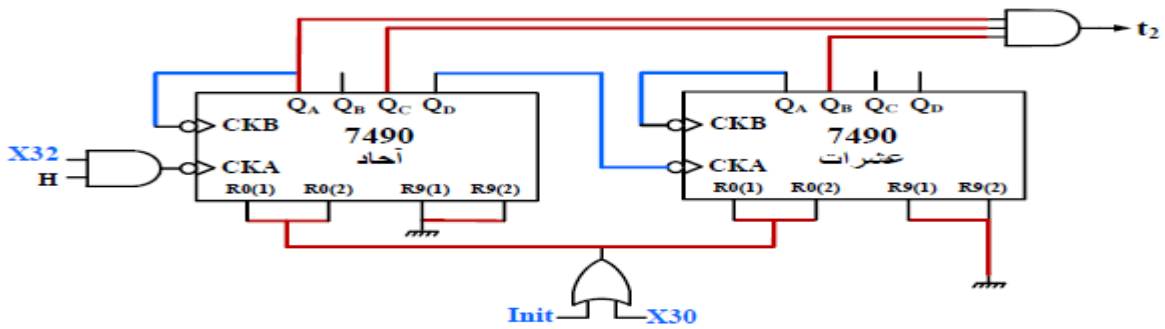 t2
QA QB QC QD
QA QB QC QD
CKB
7490
CKB
7490
X32
H
CKA
آحاد
CKA
عشرات
R0(1) R0(2) R9(1) R9(2)
R0(1) R0(2) R9(1) R9(2)
Init
X30